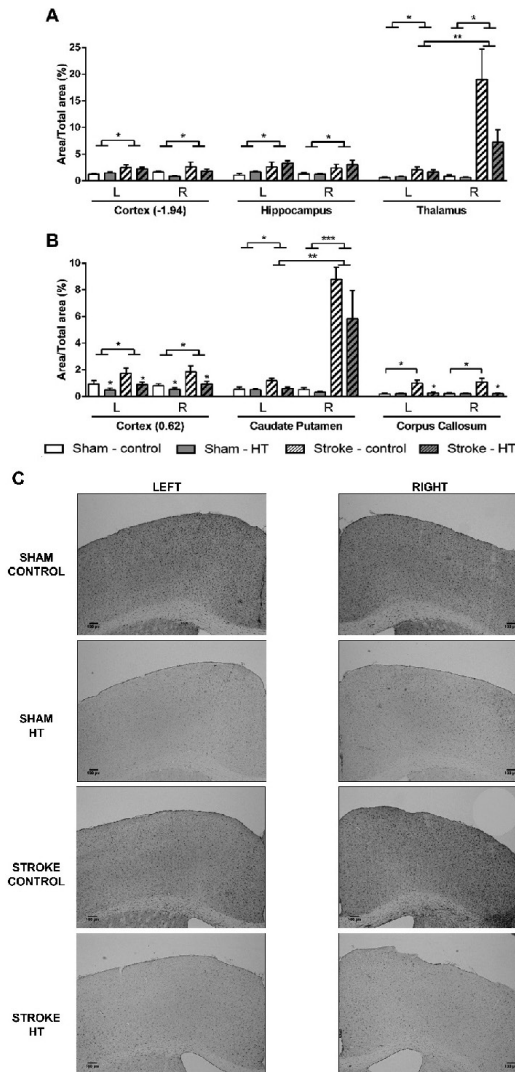 A
* * * * * *
**
Area/Total area (%)
25
20
15
10
5
0
L R L R L R
Cortex (-1.94) Hippocampus Thalamus
B
* *** **
Area/Total area (%)
10
8
6
4
2
0
* * * *
* * * * * *
L R L R L R
Cortex (0.62) Caudate Putamen Corpus Callosum
Sham - control Sham - HT Stroke - control Stroke - HT
C
LEFT RIGHT
SHAM
CONTROL
SHAM
HT
STROKE
CONTROL
STROKE
HT